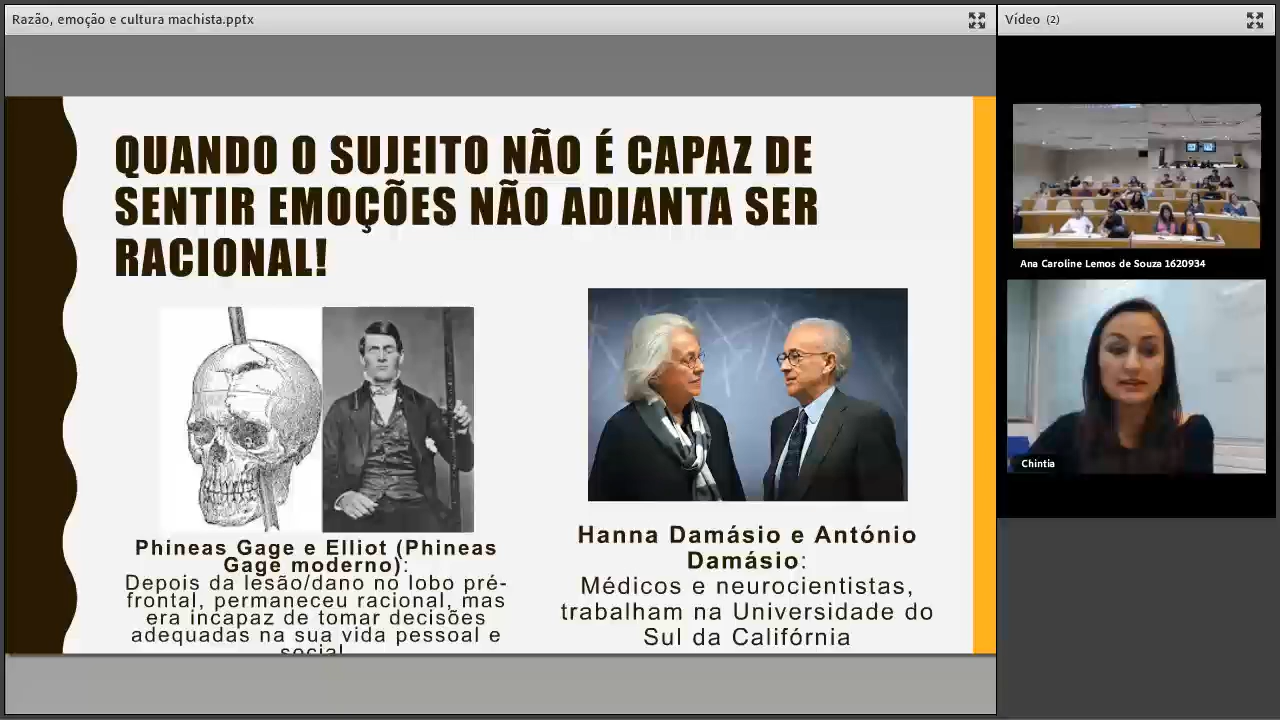 Razão, emoção e cultura machista.pptx
Vídeo (2)
QUANDO O SUJEITO NÃO É CAPAZ DE
SENTIR EMOÇÕES NÃO ADIANTA SER
RACIONAL!
Phineas Gage e Elliot (Phineas
Gage moderno):
Depois da lesão/dano no lobo pré-
frontal, permaneceu racional, mas
era incapaz de tomar decisões
adequadas na sua vida pessoal e
social.
Hanna Damásio e António
Damásio:
Médicos e neurocientistas,
trabalham na Universidade do
Sul da Califórnia
Ana Caroline Lemos de Souza 1620934
Chintia